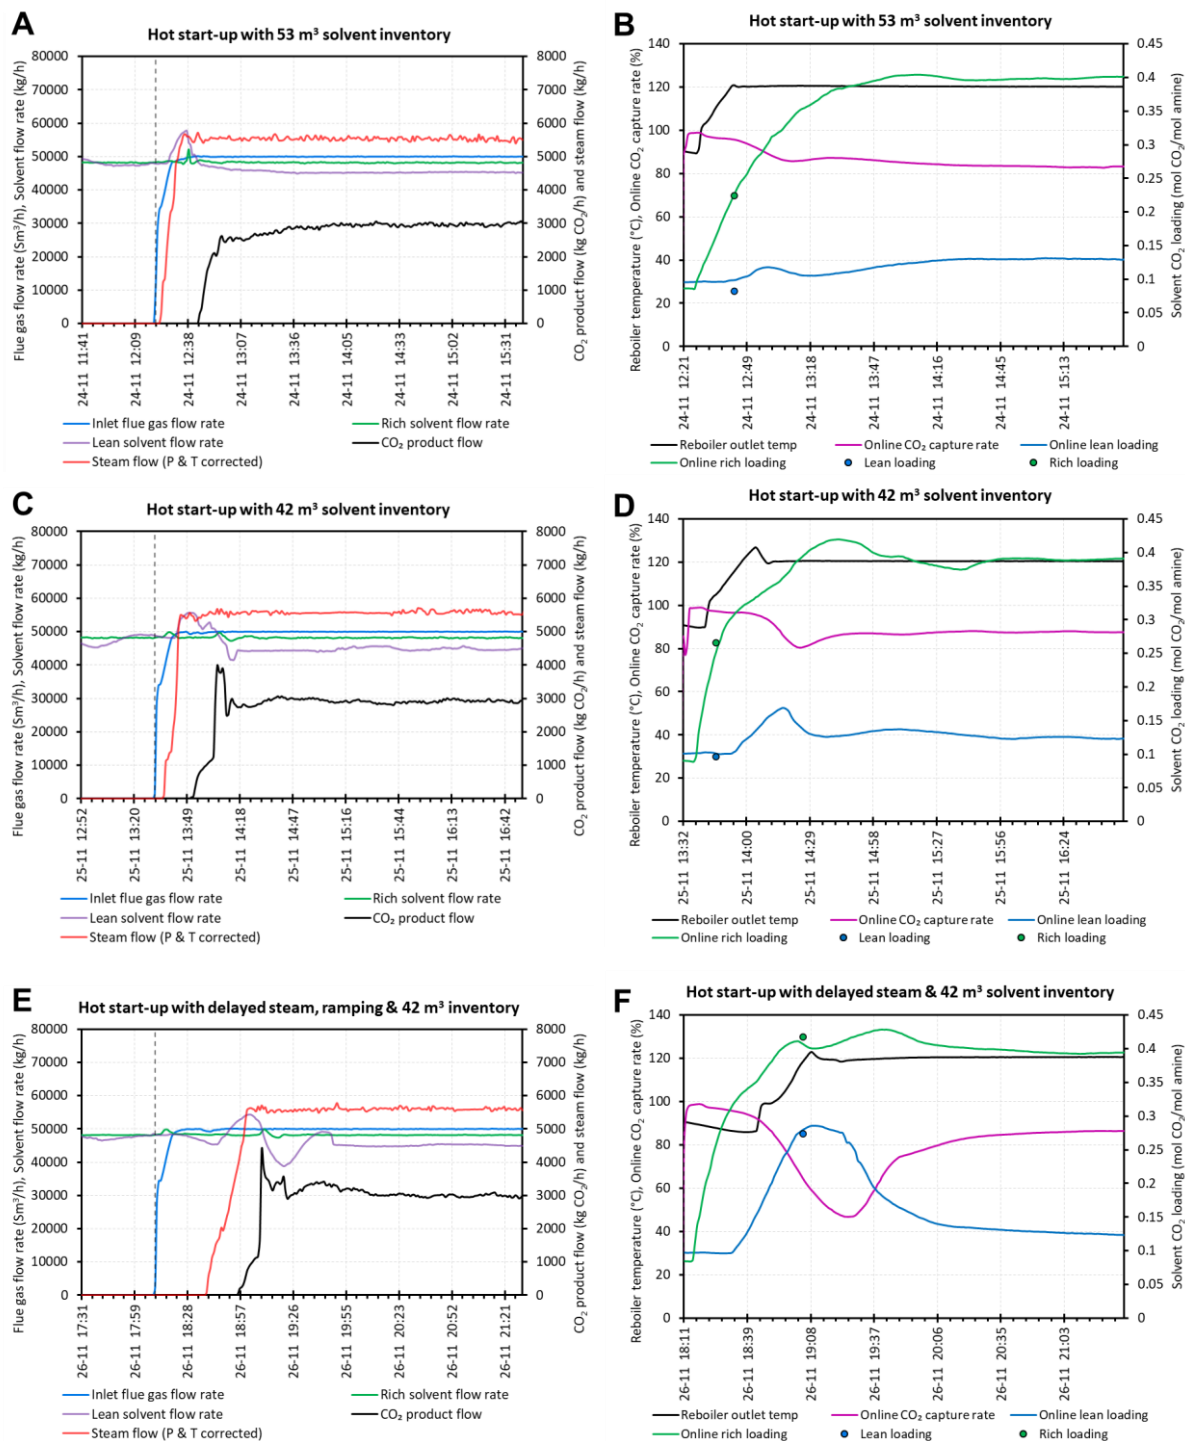 A
Hot start-up with 53 m³ solvent inventory
Flue gas flow rate (Sm³/h), Solvent flow rate (kg/h)
80000
70000
60000
50000
40000
30000
20000
10000
0
8000
7000
6000
5000
4000
3000
2000
1000
0
CO₂ product flow (kg CO₂/h) and steam flow (kg/h)
24-11 11:41
24-11 12:09
24-11 12:38
24-11 13:07
24-11 13:36
24-11 14:05
24-11 14:33
24-11 15:02
24-11 15:31
Inlet flue gas flow rate
Rich solvent flow rate
Lean solvent flow rate
CO₂ product flow
Steam flow (P & T corrected)
B
Hot start-up with 53 m³ solvent inventory
Reboiler temperature (°C), Online CO₂ capture rate (%)
140
120
100
80
60
40
20
0
0.45
0.4
0.35
0.3
0.25
0.2
0.15
0.1
0.05
0
Solvent CO₂ loading (mol CO₂/mol amine)
24-11 12:21
24-11 12:49
24-11 13:18
24-11 13:47
24-11 14:16
24-11 14:45
24-11 15:13
Reboiler outlet temp
Online CO₂ capture rate
Online lean loading
Online rich loading
Lean loading
Rich loading
C
Hot start-up with 42 m³ solvent inventory
Flue gas flow rate (Sm³/h), Solvent flow rate (kg/h)
80000
70000
60000
50000
40000
30000
20000
10000
0
8000
7000
6000
5000
4000
3000
2000
1000
0
CO₂ product flow (kg CO₂/h) and steam flow (kg/h)
25-11 12:52
25-11 13:20
25-11 13:49
25-11 14:18
25-11 14:47
25-11 15:16
25-11 15:44
25-11 16:13
25-11 16:42
Inlet flue gas flow rate
Rich solvent flow rate
Lean solvent flow rate
CO₂ product flow
Steam flow (P & T corrected)
D
Hot start-up with 42 m³ solvent inventory
Reboiler temperature (°C), Online CO₂ capture rate (%)
140
120
100
80
60
40
20
0
0.45
0.4
0.35
0.3
0.25
0.2
0.15
0.1
0.05
0
Solvent CO₂ loading (mol CO₂/mol amine)
25-11 13:32
25-11 14:00
25-11 14:29
25-11 14:58
25-11 15:27
25-11 15:56
25-11 16:24
Reboiler outlet temp
Online CO₂ capture rate
Online lean loading
Online rich loading
Lean loading
Rich loading
E
Hot start-up with delayed steam, ramping & 42 m³ inventory
Flue gas flow rate (Sm³/h), Solvent flow rate (kg/h)
80000
70000
60000
50000
40000
30000
20000
10000
0
8000
7000
6000
5000
4000
3000
2000
1000
0
CO₂ product flow (kg CO₂/h) and steam flow (kg/h)
26-11 17:31
26-11 17:59
26-11 18:28
26-11 18:57
26-11 19:26
26-11 19:55
26-11 20:23
26-11 20:52
26-11 21:21
Inlet flue gas flow rate
Rich solvent flow rate
Lean solvent flow rate
CO₂ product flow
Steam flow (P & T corrected)
F
Hot start-up with delayed steam & 42 m³ solvent inventory
Reboiler temperature (°C), Online CO₂ capture rate (%)
140
120
100
80
60
40
20
0
0.45
0.4
0.35
0.3
0.25
0.2
0.15
0.1
0.05
0
Solvent CO₂ loading (mol CO₂/mol amine)
26-11 18:11
26-11 18:39
26-11 19:08
26-11 19:37
26-11 20:06
26-11 20:35
26-11 21:03
Reboiler outlet temp
Online CO₂ capture rate
Online lean loading
Online rich loading
Lean loading
Rich loading